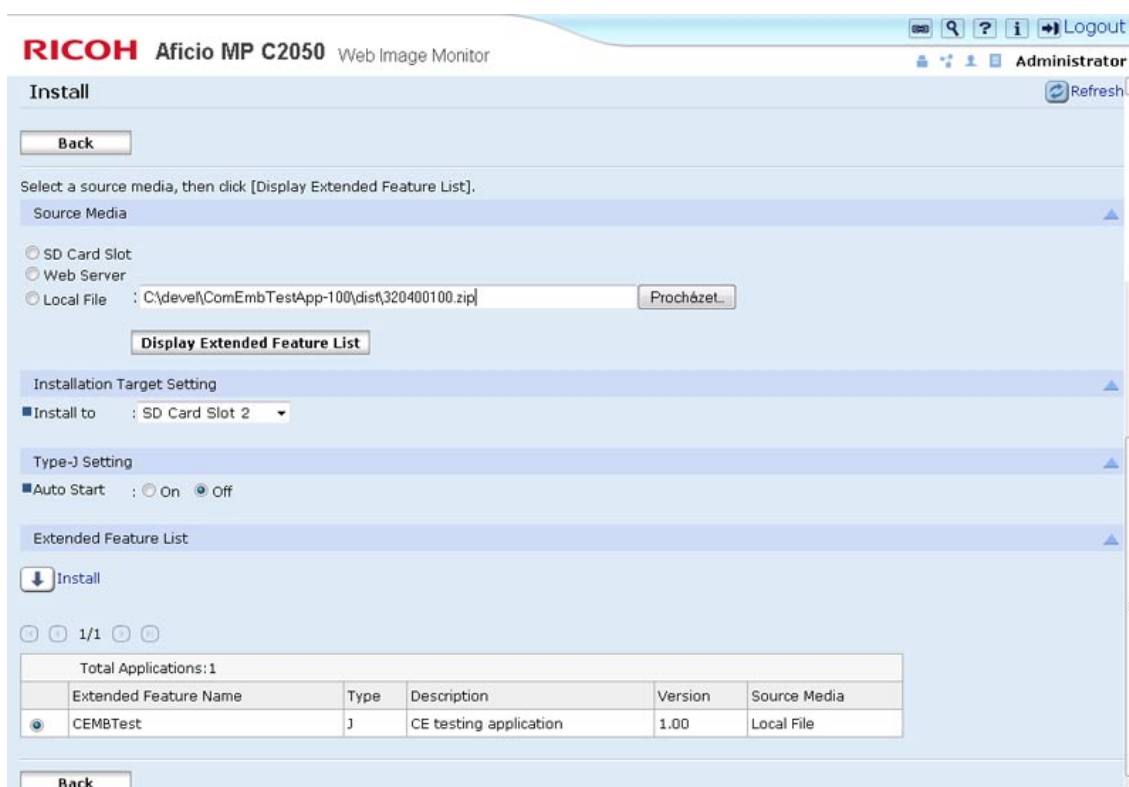 Logout
RICOH Aficio MP C2050 Web Image Monitor
Administrator
Install
Refresh
Back
Select a source media, then click [Display Extended Feature List].
Source Media
SD Card Slot
Web Server
Local File : C:\devel\ComEmbTestApp-100\dist\320400100.zip Procházet...
Display Extended Feature List
Installation Target Setting
Install to : SD Card Slot 2
Type-J Setting
Auto Start : On Off
Extended Feature List
Install
1/1
Total Applications:1
Extended Feature Name Type Description Version Source Media
CEMBTest J CE testing application 1.00 Local File
Back